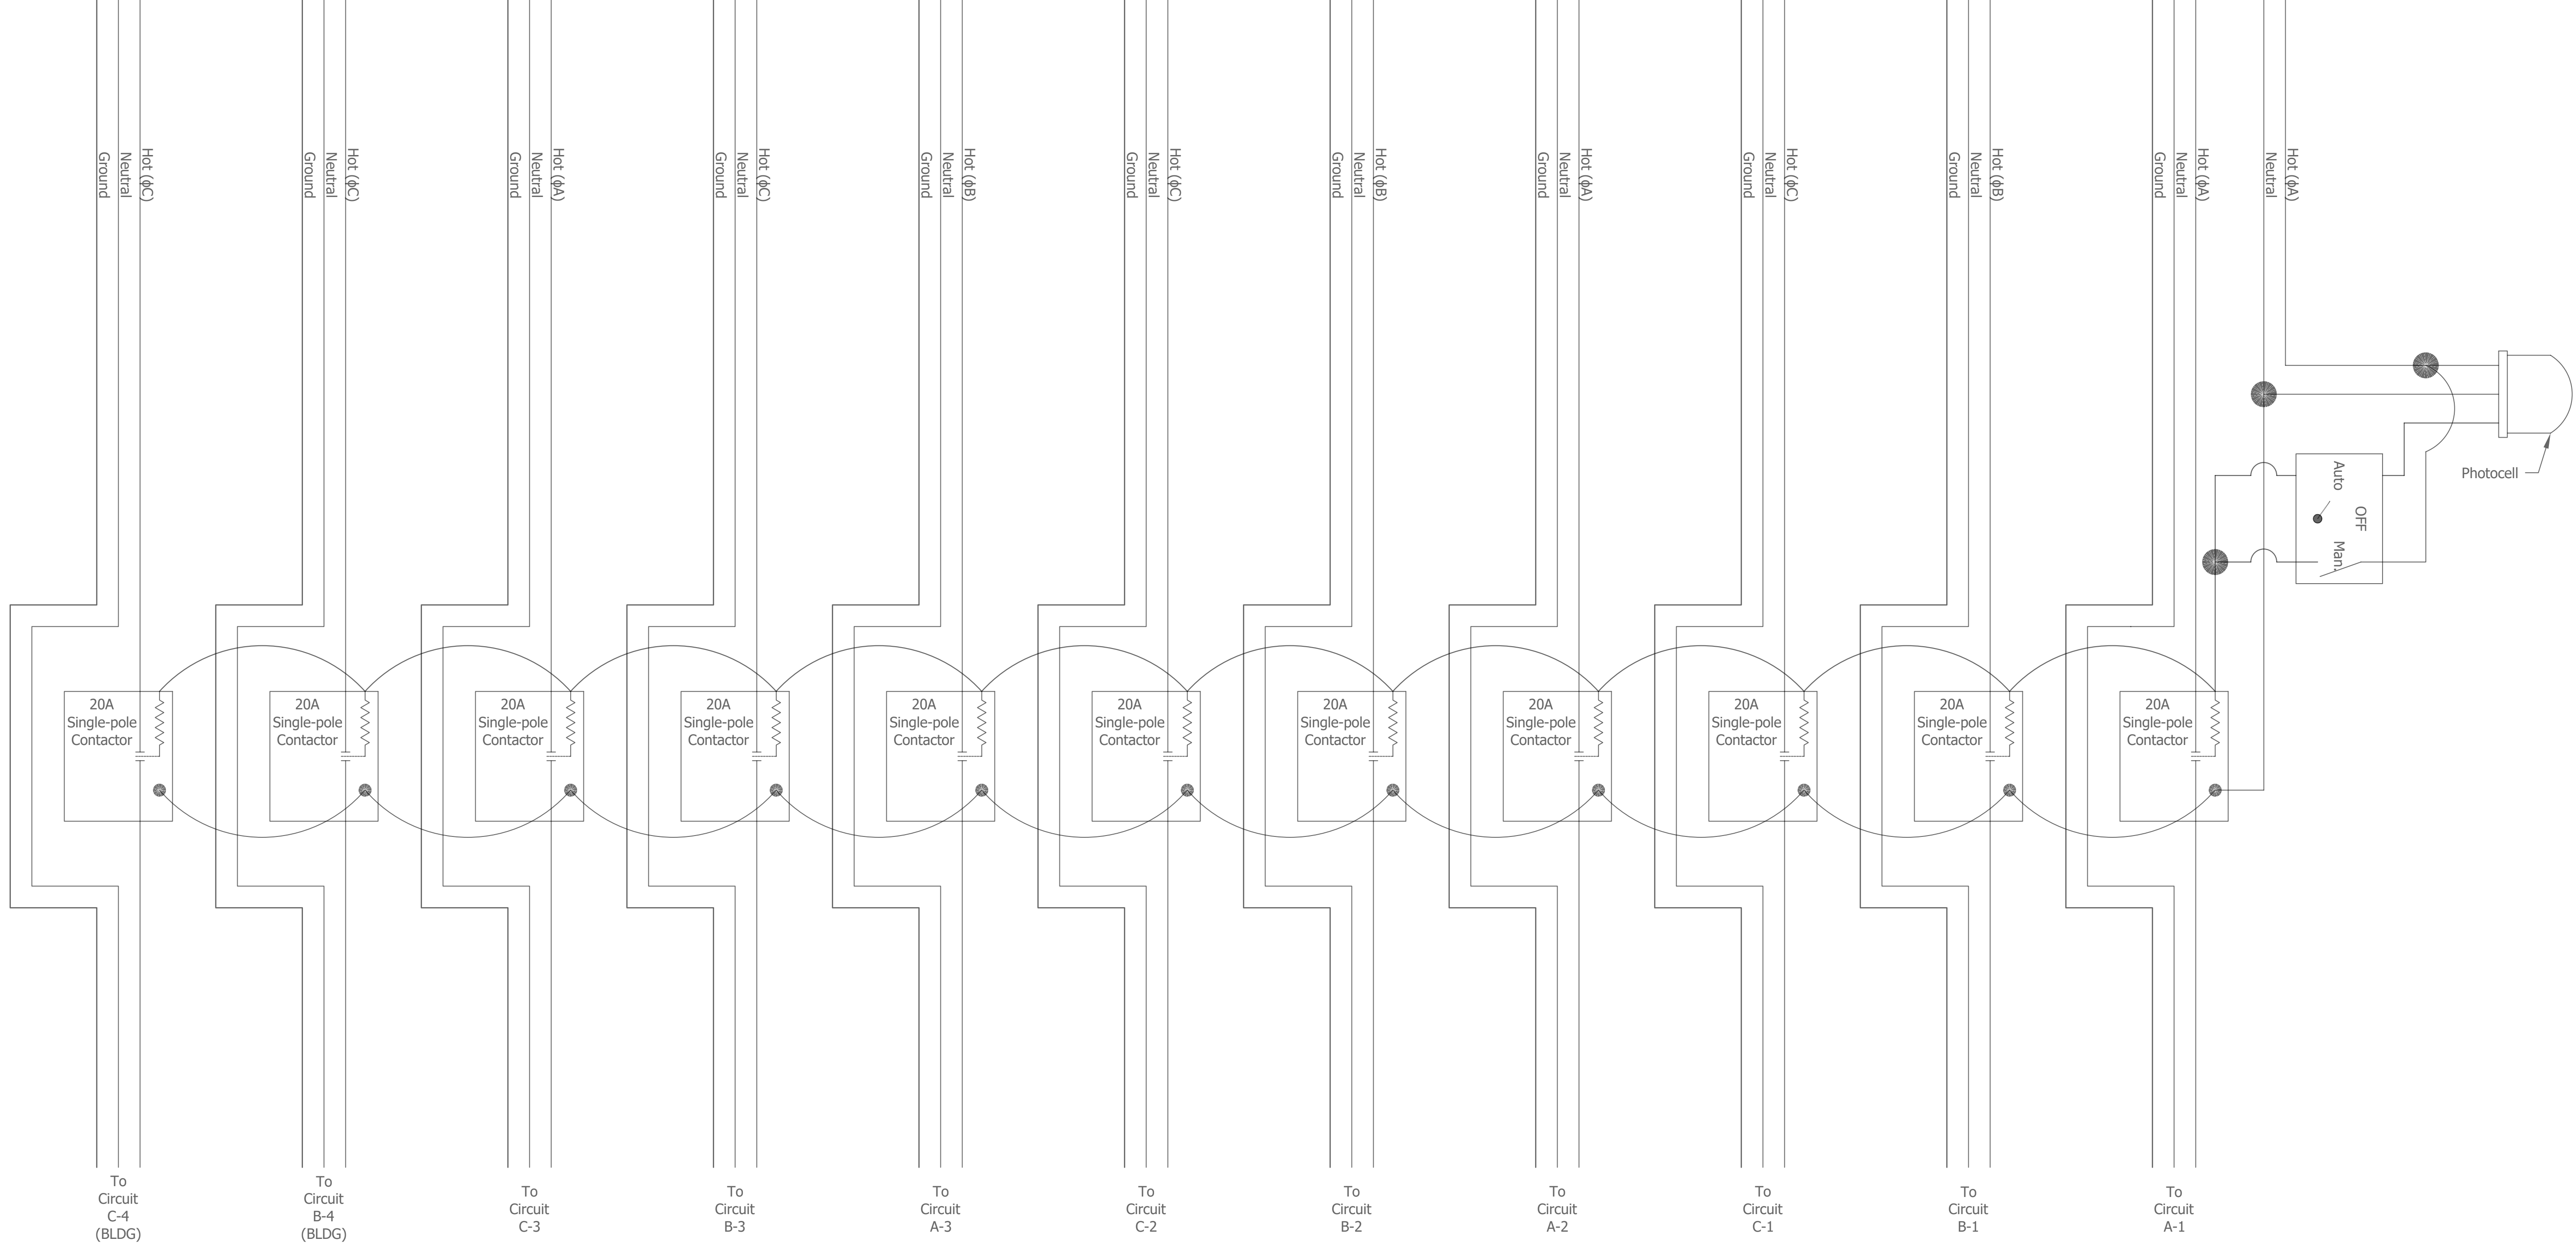 Hot (ϕC)
Neutral
Ground
Hot (ϕC)
Neutral
Ground
Hot (ϕA)
Neutral
Ground
Hot (ϕC)
Neutral
Ground
Hot (ϕB)
Neutral
Ground
Hot (ϕC)
Neutral
Ground
Hot (ϕB)
Neutral
Ground
Hot (ϕA)
Neutral
Ground
Hot (ϕC)
Neutral
Ground
Hot (ϕB)
Neutral
Ground
Hot (ϕA)
Neutral
Ground
Hot (ϕA)
Neutral
Photocell
Auto
OFF
Man.
20A
Single-pole
Contactor
20A
Single-pole
Contactor
20A
Single-pole
Contactor
20A
Single-pole
Contactor
20A
Single-pole
Contactor
20A
Single-pole
Contactor
20A
Single-pole
Contactor
20A
Single-pole
Contactor
20A
Single-pole
Contactor
20A
Single-pole
Contactor
20A
Single-pole
Contactor
To
Circuit
C-4
(BLDG)
To
Circuit
B-4
(BLDG)
To
Circuit
C-3
To
Circuit
B-3
To
Circuit
A-3
To
Circuit
C-2
To
Circuit
B-2
To
Circuit
A-2
To
Circuit
C-1
To
Circuit
B-1
To
Circuit
A-1